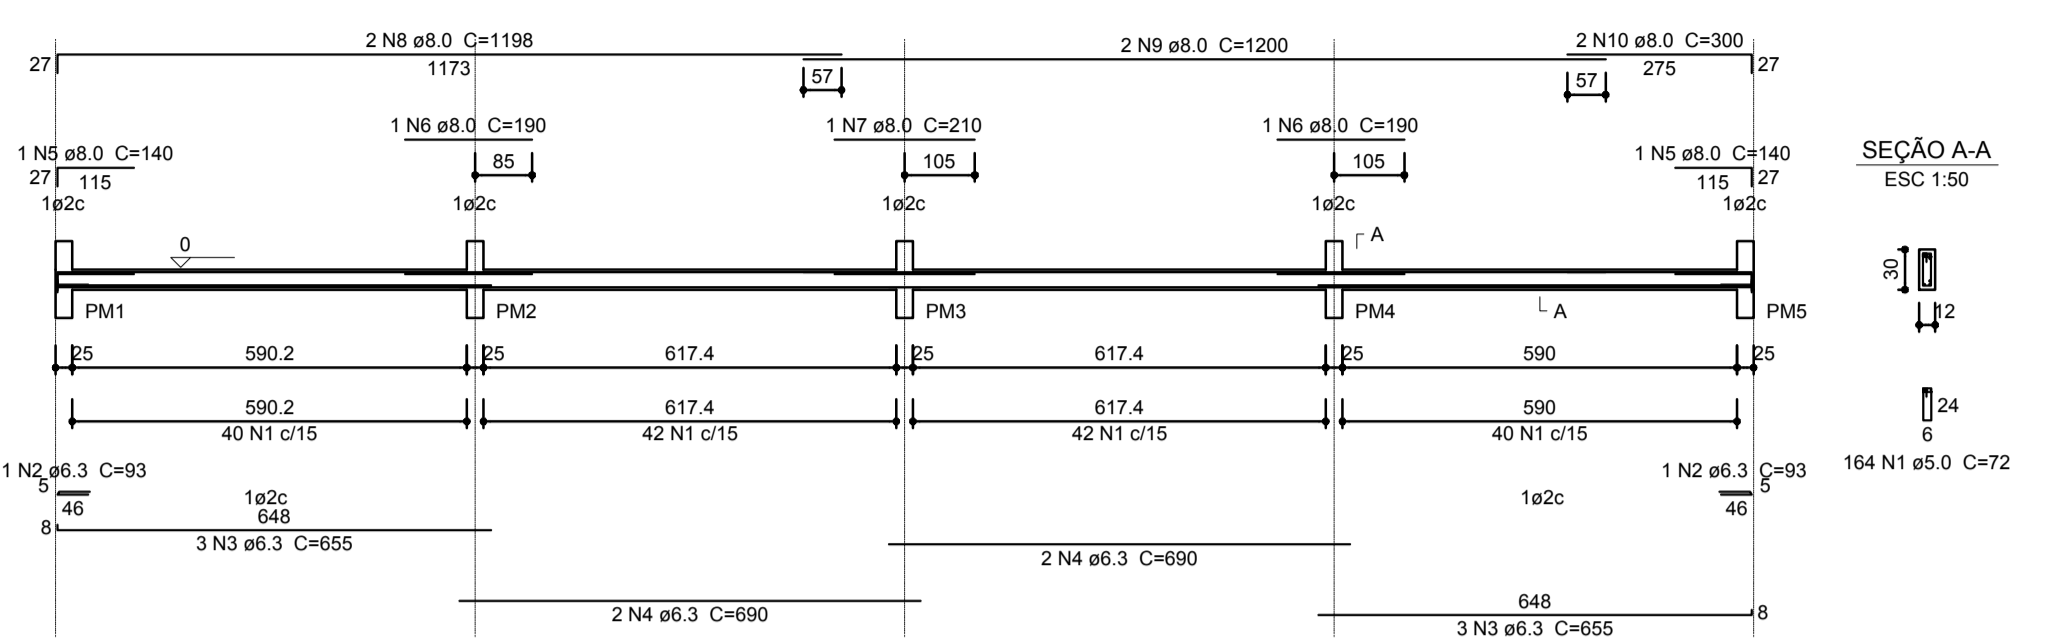 2 N8 ø8.0 C=1198
2 N9 ø8.0 C=1200
2 N10 ø8.0 C=300
27
1173
57
57
275
27
1 N6 ø8.0 C=190
1 N7 ø8.0 C=210
1 N6 ø8.0 C=190
1 N5 ø8.0 C=140
85
105
105
1 N5 ø8.0 C=140
SEÇÃO A-A
27
115
115
27
ESC 1:50
1ø2c
1ø2c
1ø2c
1ø2c
1ø2c
0
A
30
PM1
PM2
PM3
PM4
A
PM5
12
25
590.2
25
617.4
25
617.4
25
590
25
590.2
617.4
617.4
590
24
40 N1 c/15
42 N1 c/15
42 N1 c/15
40 N1 c/15
6
164 N1 ø5.0 C=72
1 N2 ø6.3 C=93
1 N2 ø6.3 C=93
5
1ø2c
1ø2c
5
46
46
648
8
3 N3 ø6.3 C=655
2 N4 ø6.3 C=690
2 N4 ø6.3 C=690
648
8
3 N3 ø6.3 C=655